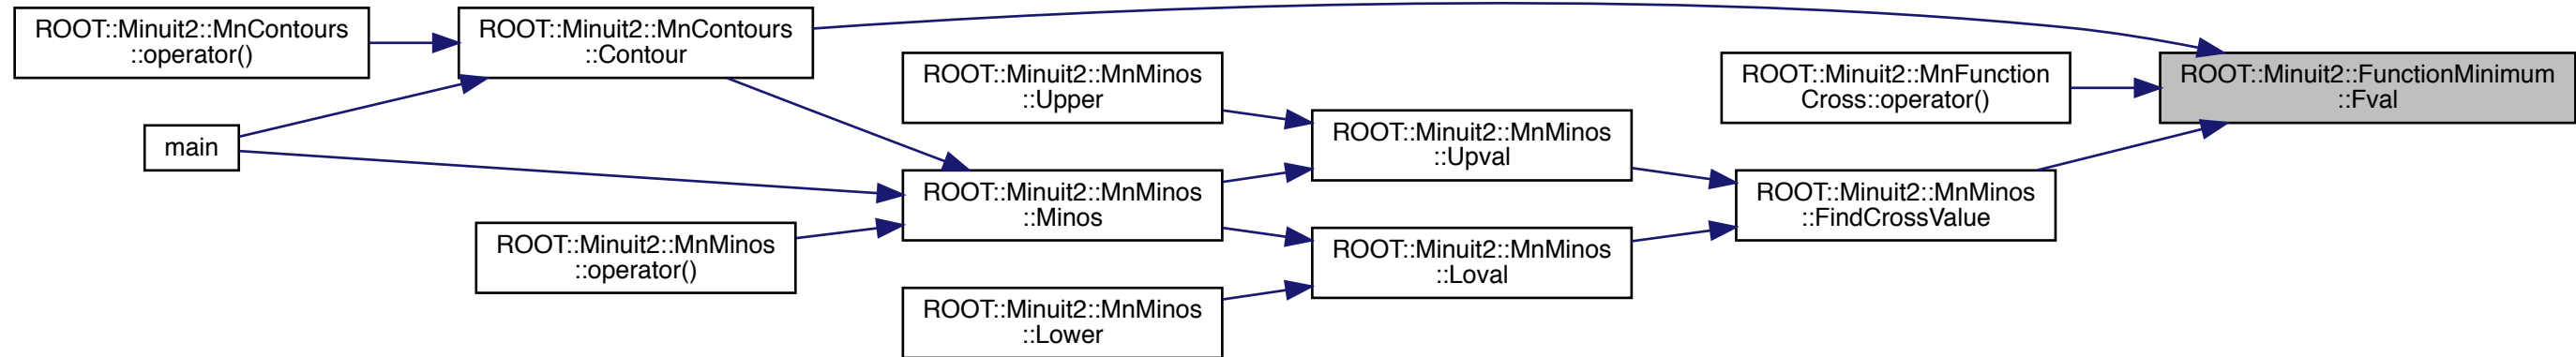 ROOT::Minuit2::MnContours
::operator()
ROOT::Minuit2::MnContours
::Contour
main
ROOT::Minuit2::MnMinos
::operator()
ROOT::Minuit2::MnMinos
::Upper
ROOT::Minuit2::MnMinos
::Minos
ROOT::Minuit2::MnMinos
::Lower
ROOT::Minuit2::MnMinos
::Upval
ROOT::Minuit2::MnMinos
::Loval
ROOT::Minuit2::MnFunction
Cross::operator()
ROOT::Minuit2::MnMinos
::FindCrossValue
ROOT::Minuit2::FunctionMinimum
::Fval